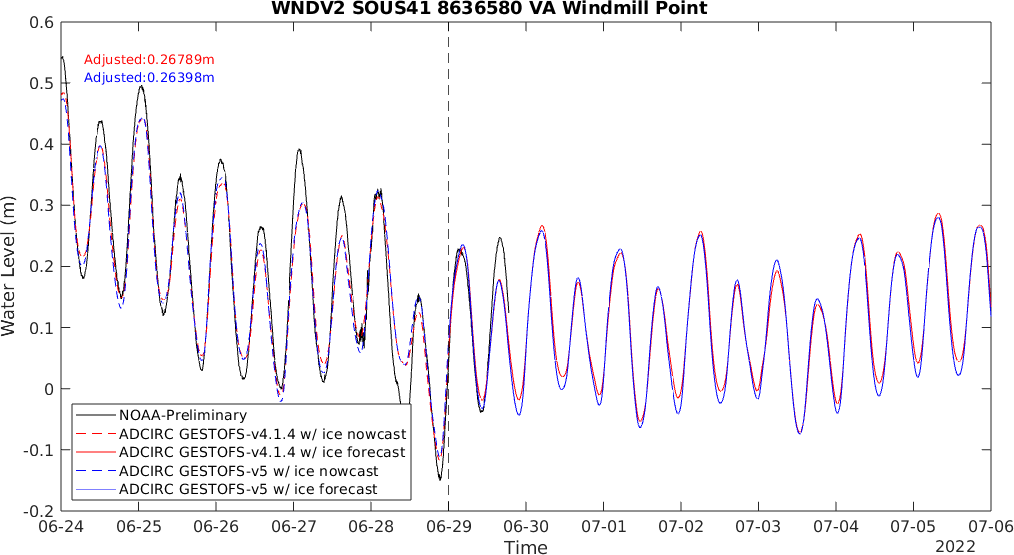 WNDV2 SOUS41 8636580 VA Windmill Point
Adjusted:0.26789m
Adjusted:0.26398m
0.6
0.5
0.4
0.3
0.2
0.1
0
-0.1
-0.2
Water Level (m)
NOAA-Preliminary
ADCIRC GESTOFS-v4.1.4 w/ ice nowcast
ADCIRC GESTOFS-v4.1.4 w/ ice forecast
ADCIRC GESTOFS-v5 w/ ice nowcast
ADCIRC GESTOFS-v5 w/ ice forecast
06-24 06-25 06-26 06-27 06-28 06-29 06-30 07-01 07-02 07-03 07-04 07-05 07-06
Time
2022